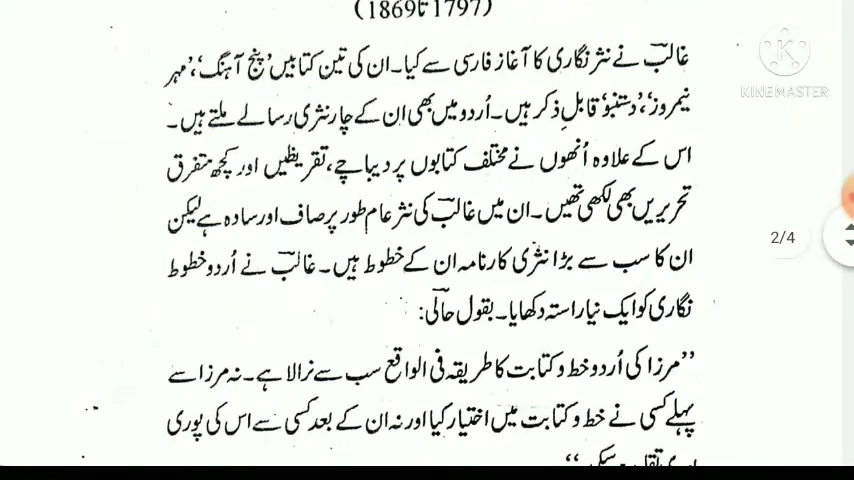 (1797 تا 1869)
غالبؔ نے نثر نگاری کا آغاز فارسی سے کیا۔ ان کی تین کتابیں 'پنج آہنگ'، 'مہر
نیمروز'، 'دستنبو' قابلِ ذکر ہیں۔ اُردو میں بھی ان کے چار نثری رسالے ملتے ہیں۔
اس کے علاوہ اُنھوں نے مختلف کتابوں پر دیباچے، تقریظیں اور کچھ متفرق
تحریریں بھی لکھی تھیں۔ ان میں غالبؔ کی نثر عام طور پر صاف اور سادہ ہے لیکن
ان کا سب سے بڑا نثری کارنامہ ان کے خطوط ہیں۔ غالبؔ نے اُردو خطوط
نگاری کو ایک نیا راستہ دکھایا۔ بقول حالیؔ:
”مرزا کی اُردو خط و کتابت کا طریقہ فی الواقع سب سے نرالا ہے۔ نہ مرزا سے
پہلے کسی نے خط و کتابت میں اختیار کیا اور نہ ان کے بعد کسی سے اس کی پوری
KINEMASTER
2/4